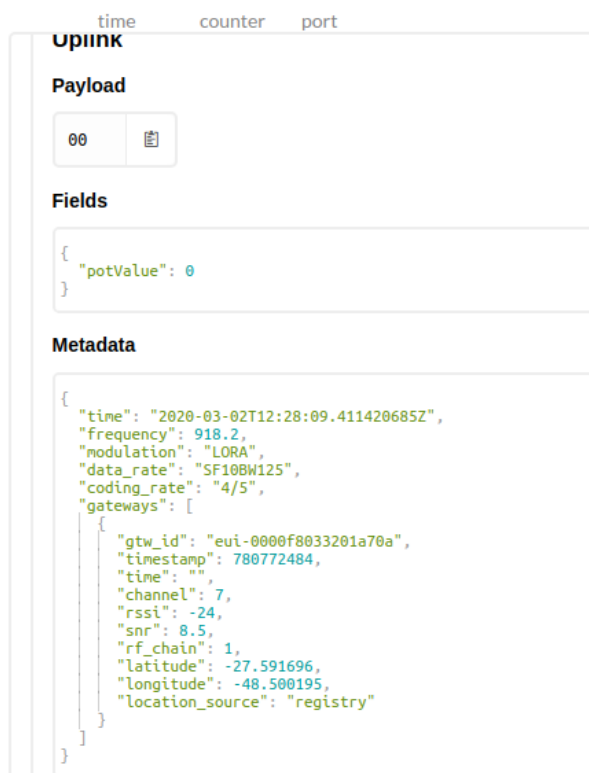 time counter port
Uplink
Payload
00
Fields
{
"potValue": 0
}
Metadata
{
"time": "2020-03-02T12:28:09.411420685Z",
"frequency": 918.2,
"modulation": "LORA",
"data_rate": "SF10BW125",
"coding_rate": "4/5",
"gateways": [
{
"gtw_id": "eui-0000f8033201a70a",
"timestamp": 780772484,
"time": "",
"channel": 7,
"rssi": -24,
"snr": 8.5,
"rf_chain": 1,
"latitude": -27.591696,
"longitude": -48.500195,
"location_source": "registry"
}
]
}